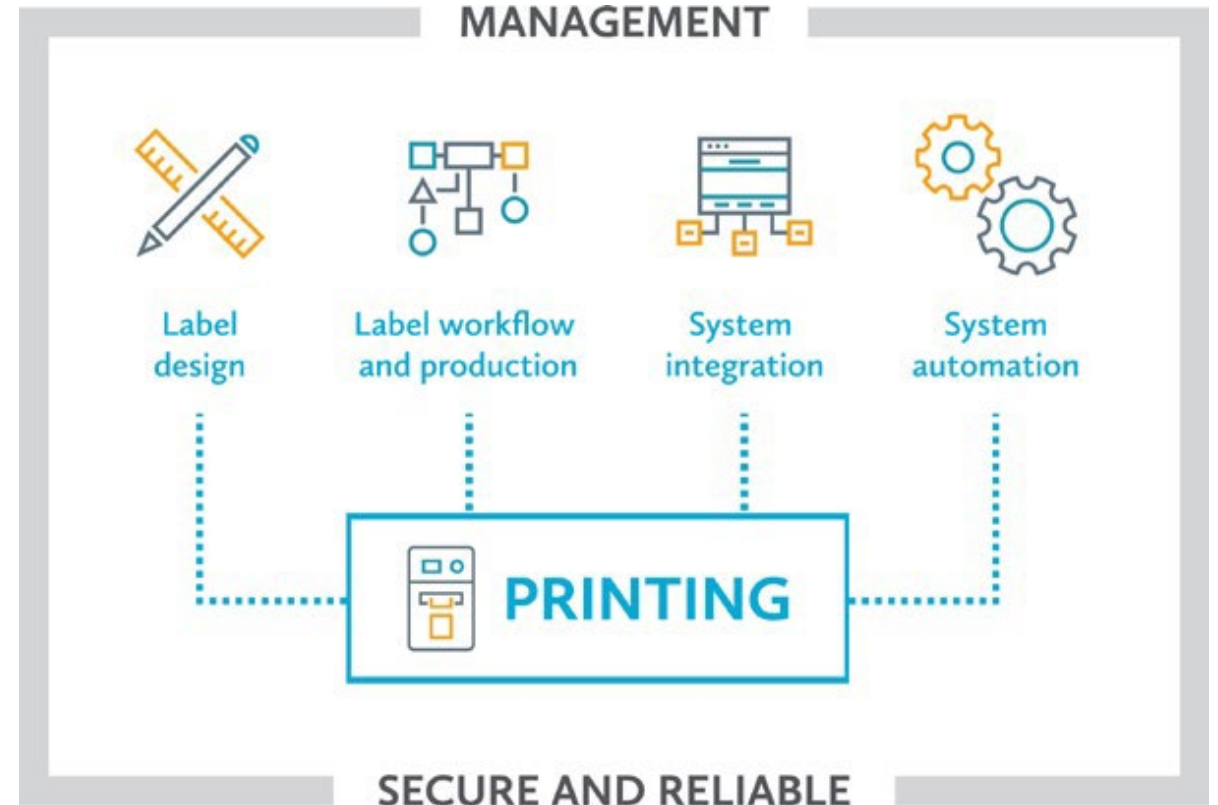 MANAGEMENT
Label
design
Label workflow
and production
System
integration
System
automation
PRINTING
SECURE AND RELIABLE